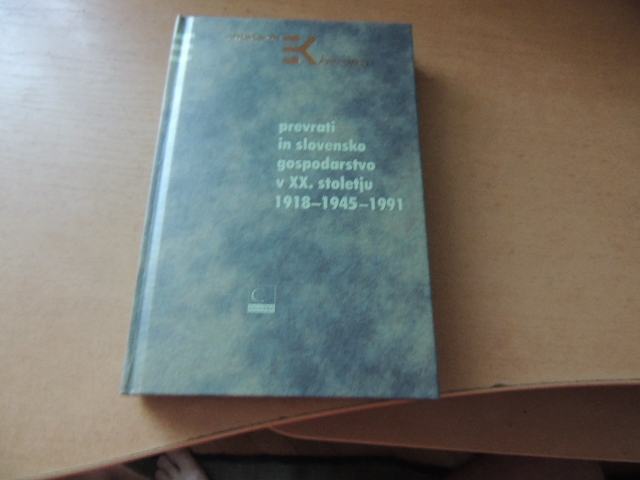 prevrati
in slovensko
gospodarstvo
v XX. stoletju
1918–1945–1991